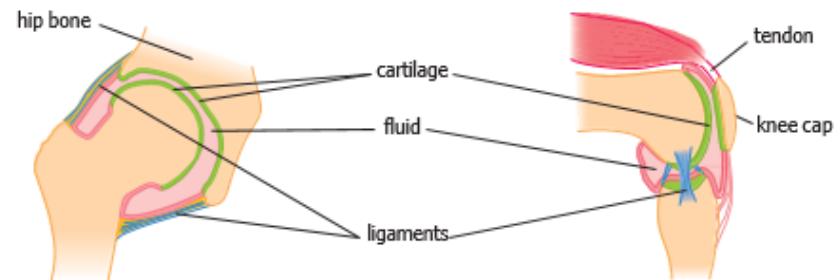 hip bone
tendon
cartilage
fluid
knee cap
ligaments